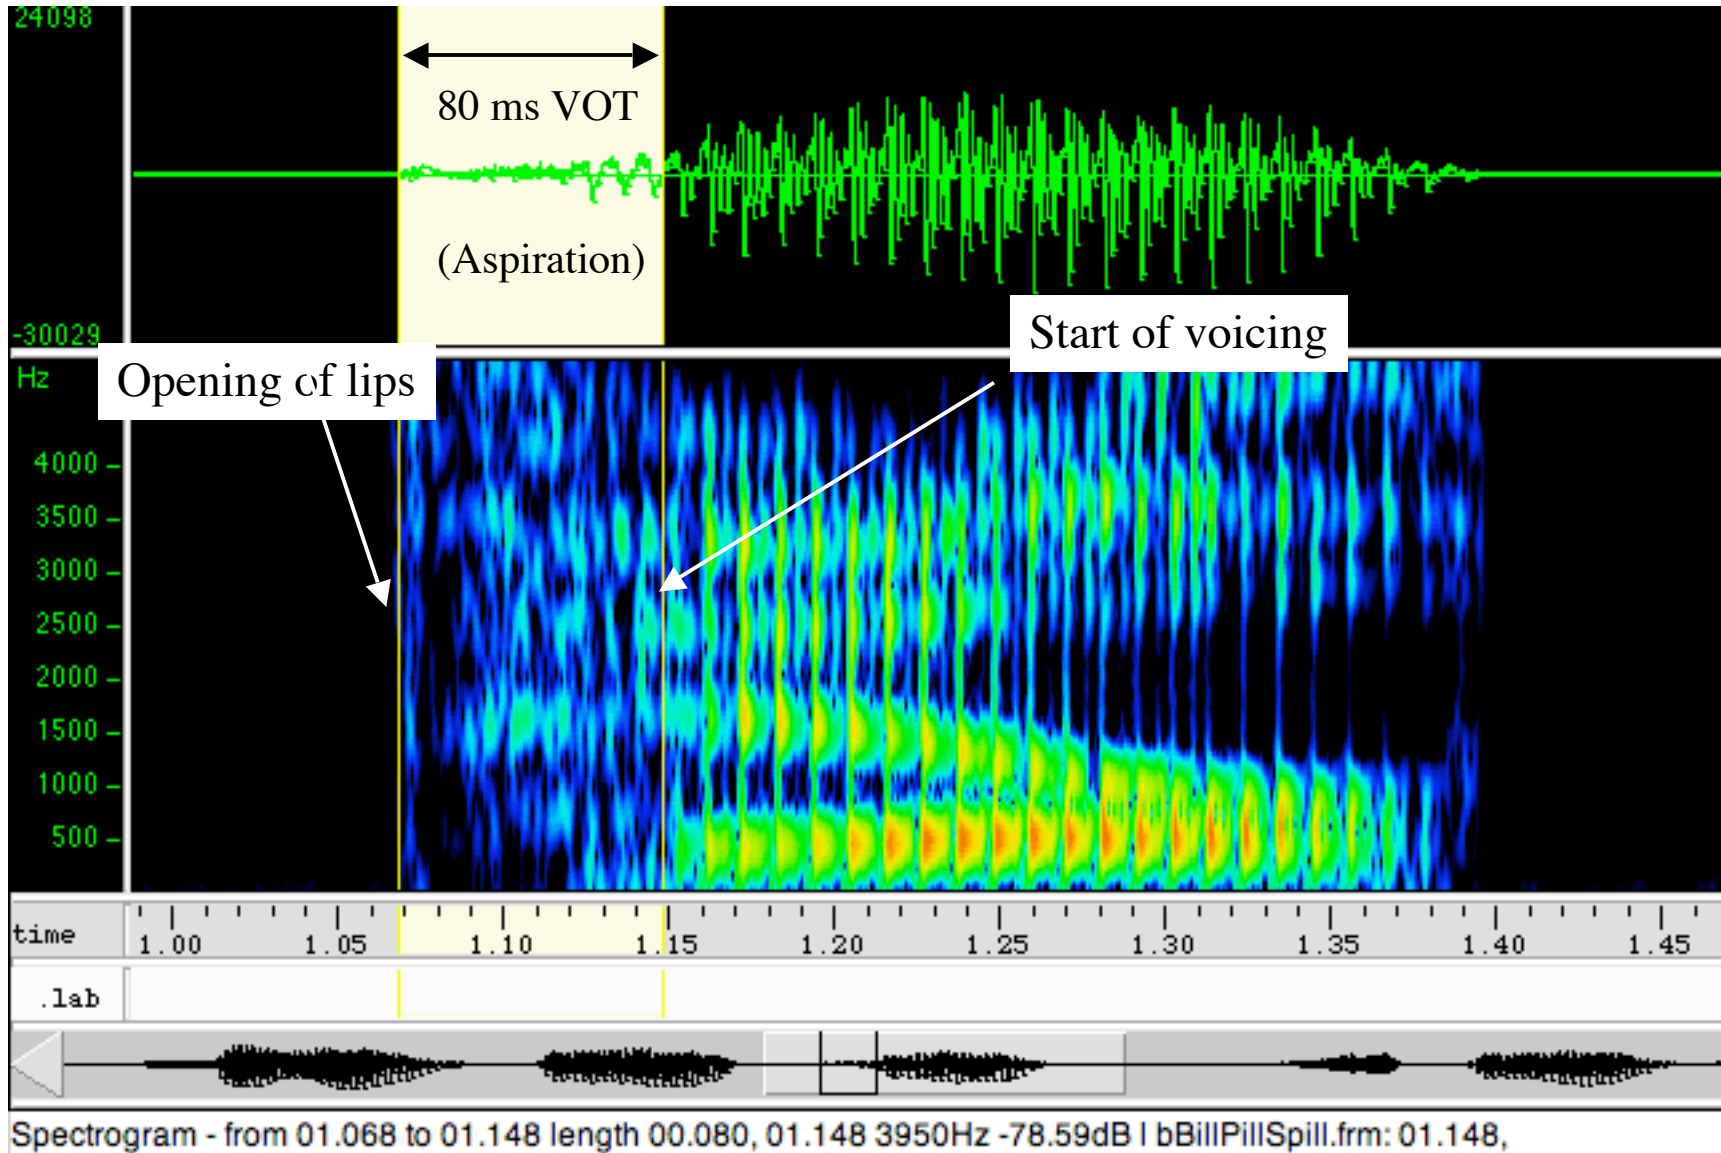 24098
80 ms VOT
(Aspiration)
-30029
Start of voicing
Opening of lips
Hz
4000
3500
3000
2500
2000
1500
1000
500
time
1.00 1.05 1.10 1.15 1.20 1.25 1.30 1.35 1.40 1.45
.lab
Spectrogram - from 01.068 to 01.148 length 00.080, 01.148 3950Hz -78.59dB | bBillPillSpill.frm: 01.148,